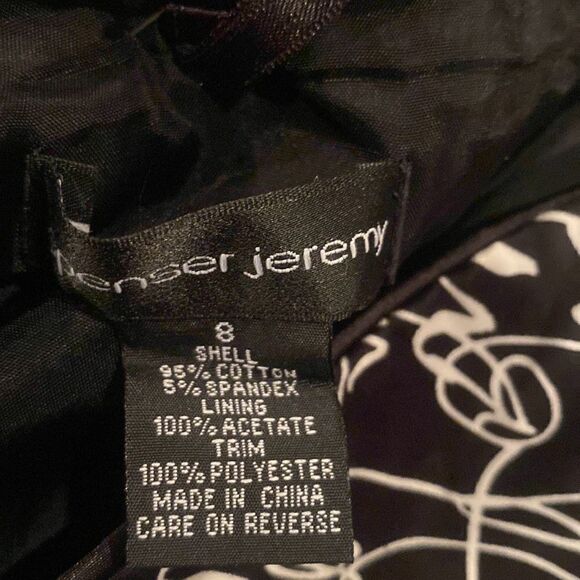 penser jeremy
8
SHELL
95% COTTON
5% SPANDEX
LINING
100% ACETATE
TRIM
100% POLYESTER
MADE IN CHINA
CARE ON REVERSE